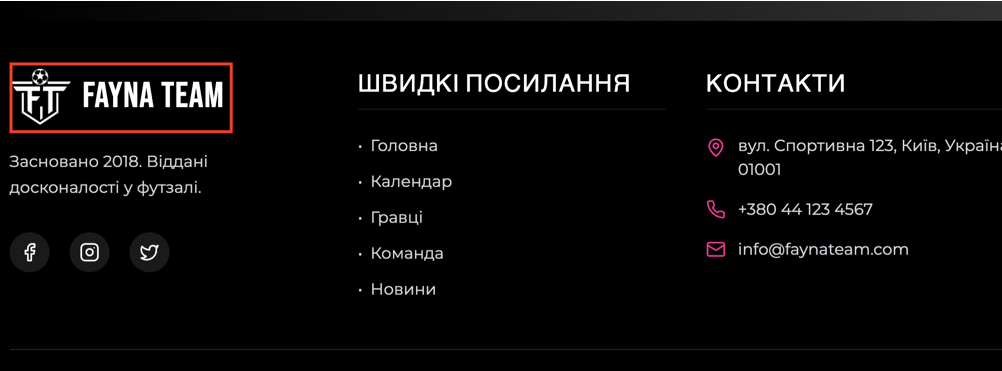 FT FAYNA TEAM
Засновано 2018. Віддані
досконалості у футзалі.
ШВИДКІ ПОСИЛАННЯ
· Головна
· Календар
· Гравці
· Команда
· Новини
КОНТАКТИ
вул. Спортивна 123, Київ, Україна
01001
+380 44 123 4567
info@faynateam.com